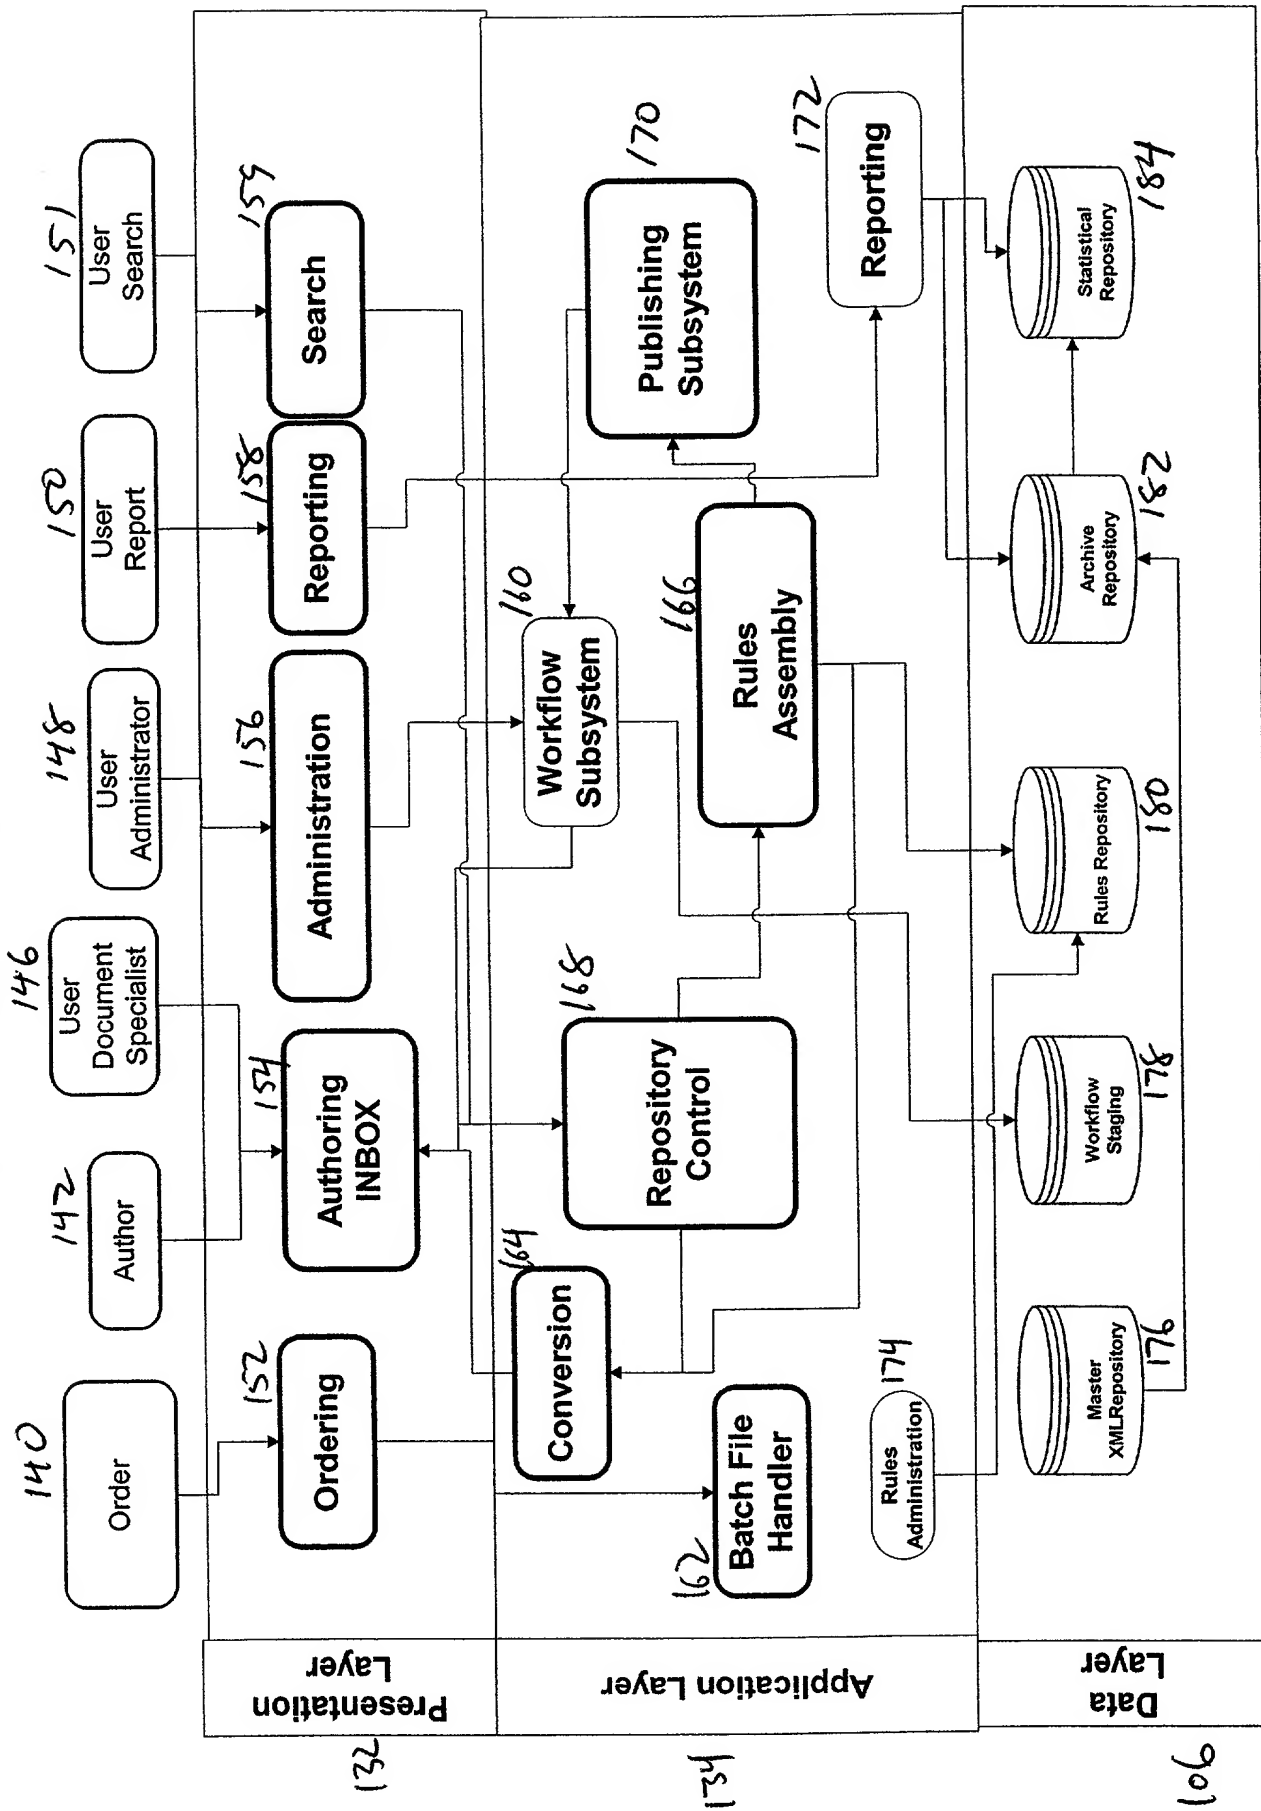 140
Order
142
Author
146
User
Document
Specialist
148
User
Administrator
150
User
Report
151
User
Search
Presentation
Layer
132
152
Ordering
154
Authoring
INBOX
156
Administration
158
Reporting
159
Search
Application Layer
134
164
Conversion
162
Batch File
Handler
168
Repository
Control
160
Workflow
Subsystem
166
Rules
Assembly
170
Publishing
Subsystem
172
Reporting
174
Rules
Administration
Data
Layer
106
Master
XMLRepository
176
Workflow
Staging
178
Rules Repository
180
Archive
Repository
182
Statistical
Repository
184